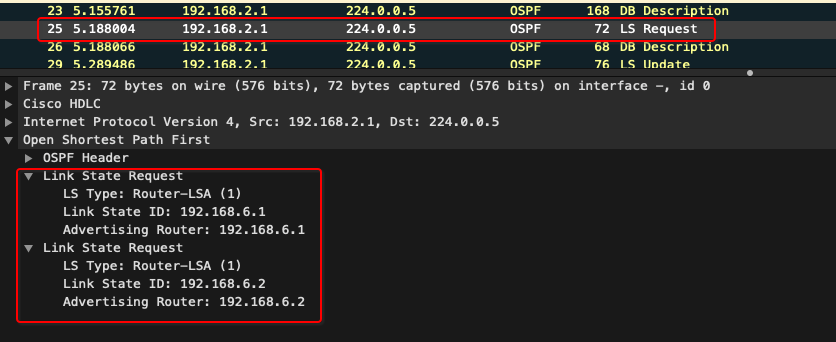 23 5.155761 192.168.2.1 224.0.0.5 OSPF 168 DB Description
25 5.188004 192.168.2.1 224.0.0.5 OSPF 72 LS Request
26 5.188066 192.168.2.1 224.0.0.5 OSPF 68 DB Description
29 5.289486 192.168.2.1 224.0.0.5 OSPF 76 LS Update
Frame 25: 72 bytes on wire (576 bits), 72 bytes captured (576 bits) on interface -, id 0
Cisco HDLC
Internet Protocol Version 4, Src: 192.168.2.1, Dst: 224.0.0.5
Open Shortest Path First
OSPF Header
Link State Request
LS Type: Router-LSA (1)
Link State ID: 192.168.6.1
Advertising Router: 192.168.6.1
Link State Request
LS Type: Router-LSA (1)
Link State ID: 192.168.6.2
Advertising Router: 192.168.6.2